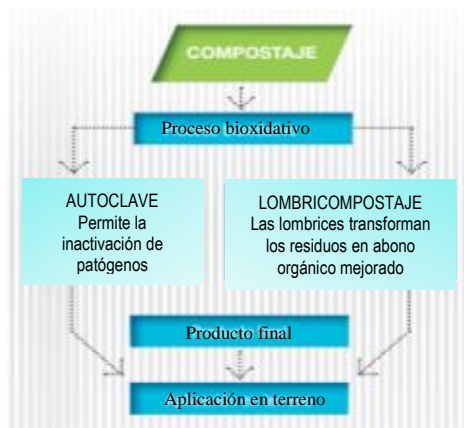 COMPOSTAJE
Proceso bioxidativo
AUTOCLAVE
Permite la
inactivación de
patógenos
LOMBRICOMPOSTAJE
Las lombrices transforman
los residuos en abono
orgánico mejorado
Producto final
Aplicación en terreno